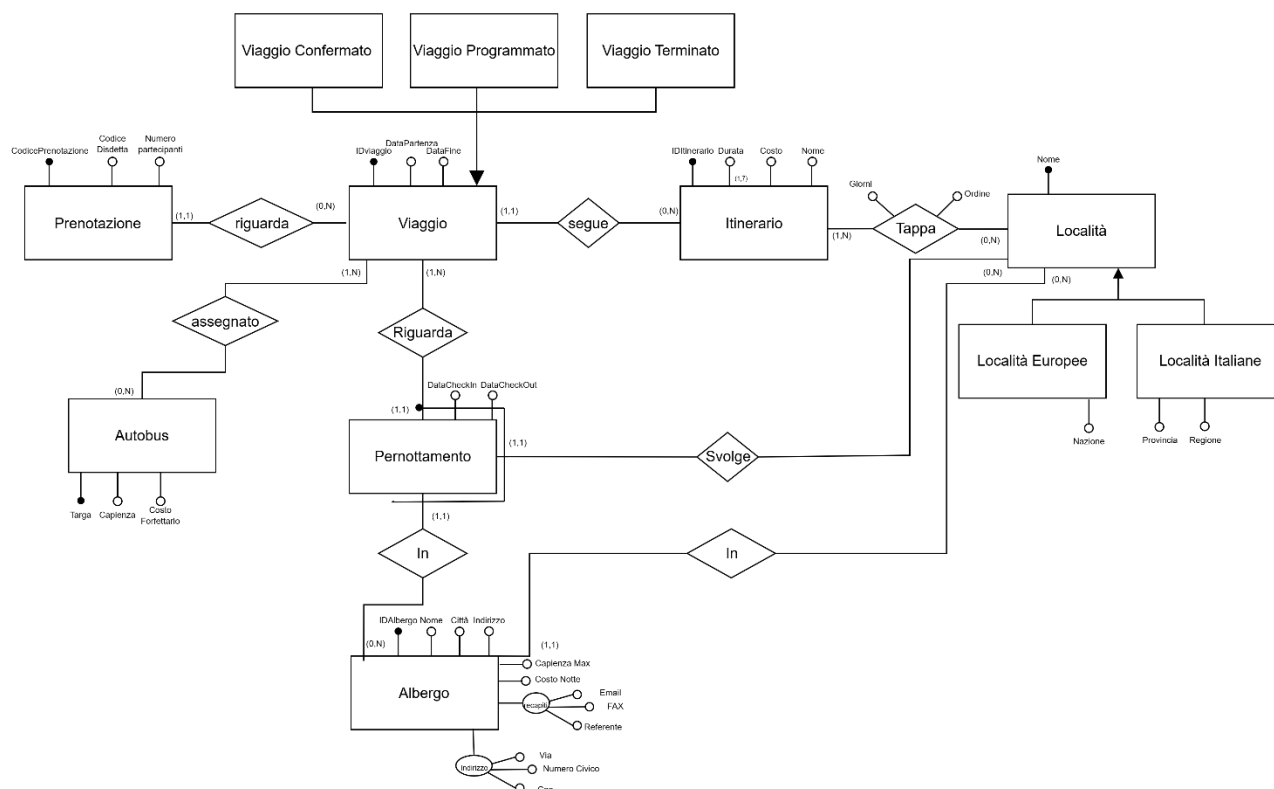 Viaggio Confermato
Viaggio Programmato
Viaggio Terminato
CodicePrenotazione
Codice
Disdetta
Numero
partecipanti
IDviaggio
DataPartenza
DataFine
IDItinerario
Durata
(1,7)
Costo
Nome
Giorni
Ordine
Nome
Prenotazione
(1,1)
riguarda
(0,N)
Viaggio
(1,1)
segue
(0,N)
Itinerario
(1,N)
Tappa
(0,N)
Località
(1,N)
(1,N)
(0,N)
(0,N)
assegnato
Riguarda
Località Europee
Località Italiane
(0,N)
(1,1)
DataCheckIn
DataCheckOut
Autobus
Pernottamento
(1,1)
Svolge
Nazione
Provincia
Regione
Targa
Capienza
Costo
Forfettario
(1,1)
In
In
(0,N)
IDAlbergo
Nome
Città
Indirizzo
(1,1)
Albergo
Capienza Max
Costo Notte
recapiti
Email
FAX
Referente
Indirizzo
Via
Numero Civico